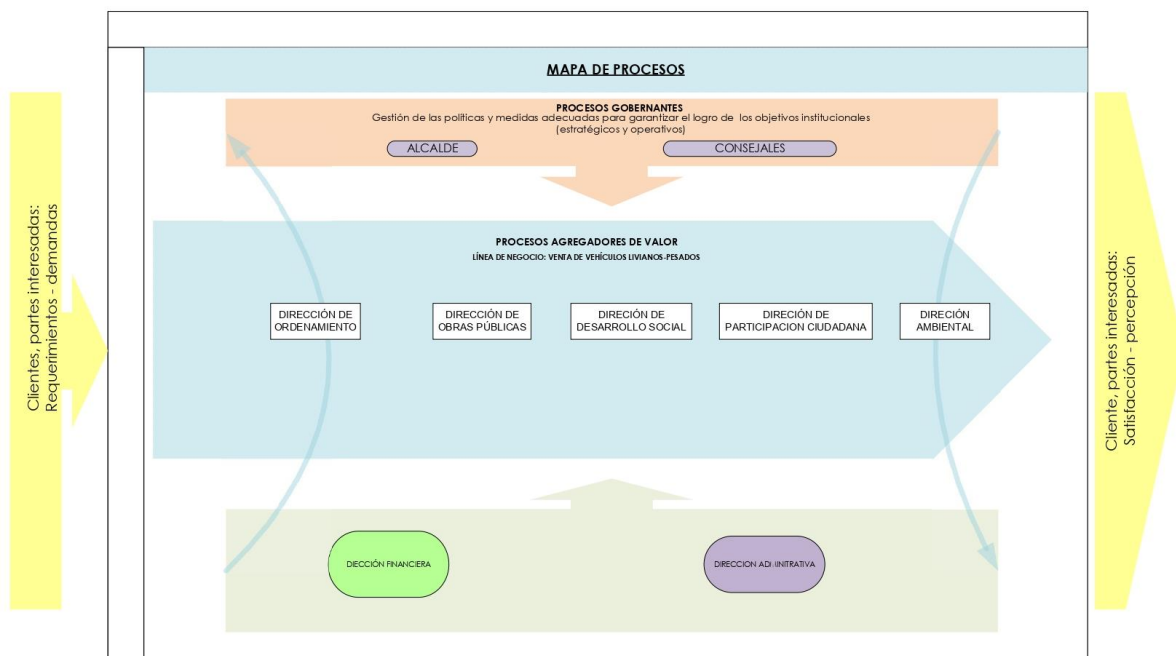 MAPA DE PROCESOS
PROCESOS GOBERNANTES
Gestión de las políticas y medidas adecuadas para garantizar el logro de los objetivos institucionales
(estratégicos y operativos)
ALCALDE
CONSEJALES
Clientes, partes interesadas:
Requerimientos - demandas
PROCESOS AGREGADORES DE VALOR
LÍNEA DE NEGOCIO: VENTA DE VEHÍCULOS LIVIANOS-PESADOS
DIRECCIÓN DE
ORDENAMIENTO
DIRECCIÓN DE
OBRAS PÚBLICAS
DIRECIÓN DE
DESARROLLO SOCIAL
DIRECIÓN DE
PARTICIPACION CIUDADANA
DIRECIÓN
AMBIENTAL
Cliente, partes interesadas:
Satisfacción - percepción
DIECCIÓN FINANCIERA
DIRECCION